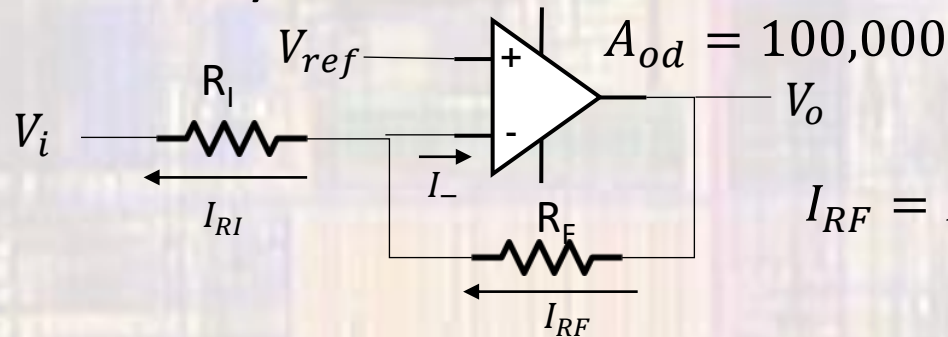 V_ref + A_od = 100,000
R_I
V_i - V_o
I_-
I_RI R_F I_RF =
I_RF